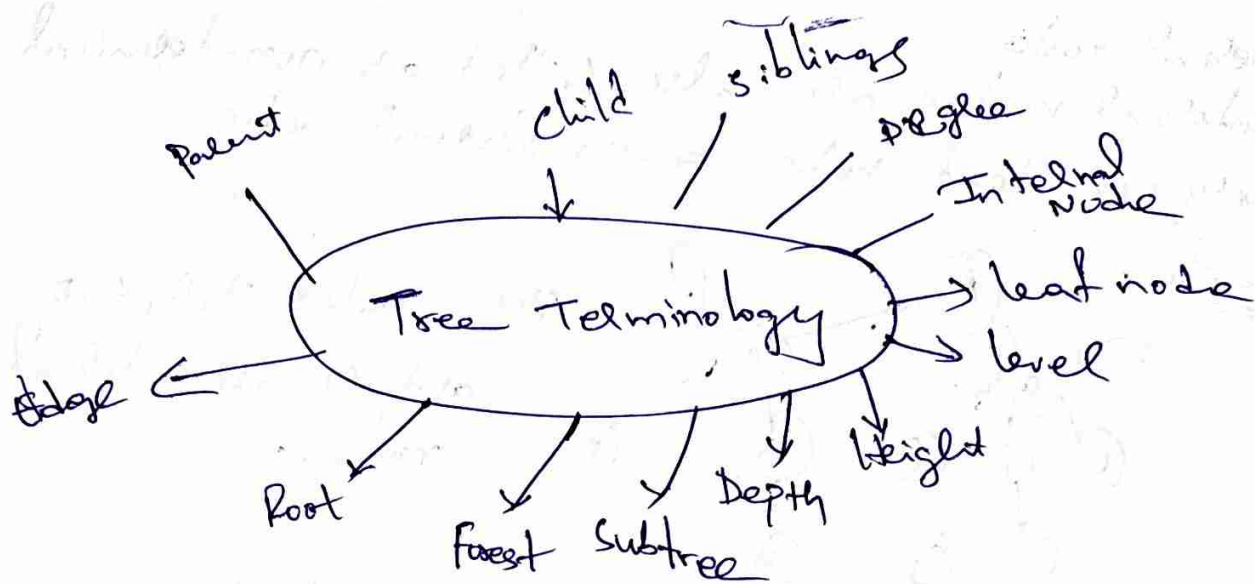 Siblings
Child
Degree
Parent
Internal
Node
Tree Terminology
leaf node
level
Edge
Height
Depth
Root
Forest
Subtree